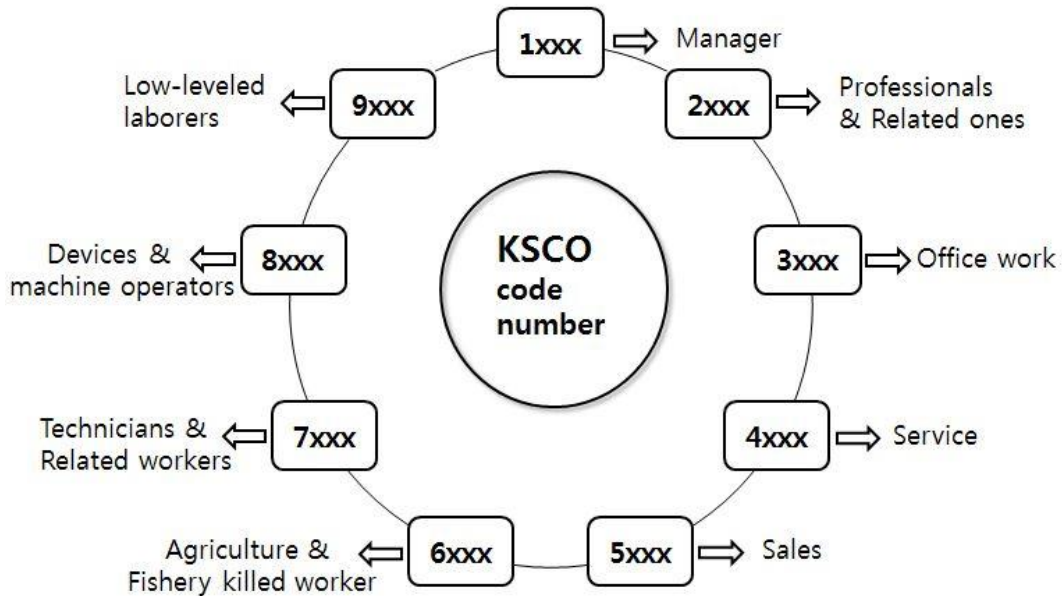 1xxx
Manager
2xxx
Professionals
& Related ones
3xxx
Office work
4xxx
Service
5xxx
Sales
6xxx
Agriculture &
Fishery killed worker
7xxx
Technicians &
Related workers
8xxx
Devices &
machine operators
9xxx
Low-leveled
laborers
KSCO
code
number